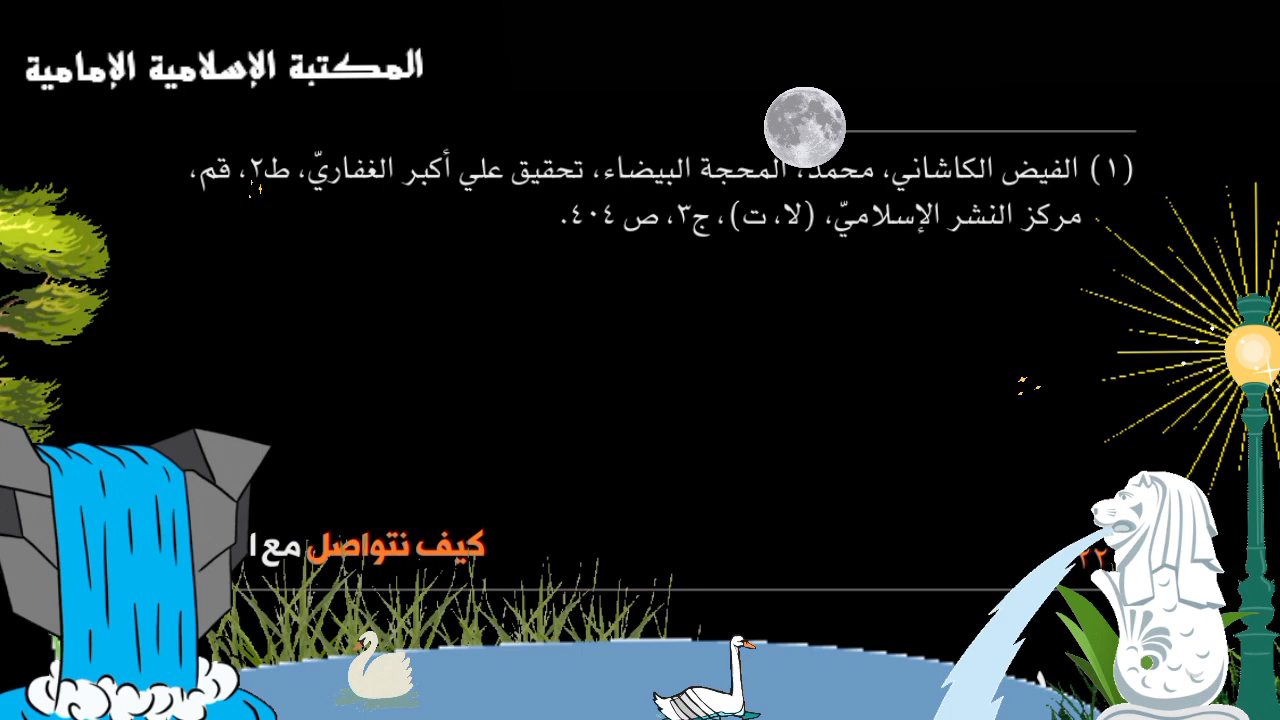 المكتبة الإسلامية الإمامية
(١) الفيض الكاشاني، محمد، المحجة البيضاء، تحقيق علي أكبر الغفاريّ، ط٢، قم،
مركز النشر الإسلاميّ، (لا، ت)، ج٣، ص ٤٠٤.
كيف نتواصل مع
٢٢